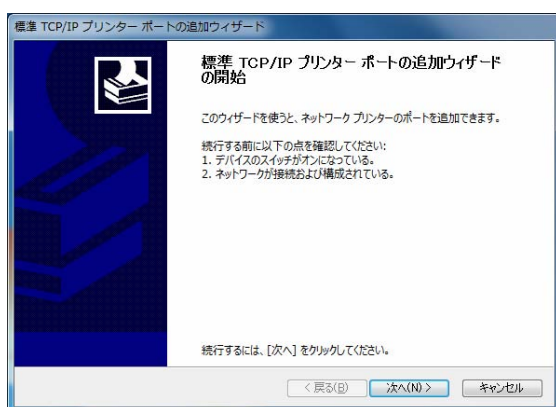 標準 TCP/IP プリンター ポートの追加ウィザード
標準 TCP/IP プリンター ポートの追加ウィザード
の開始
このウィザードを使うと、ネットワーク プリンターのポートを追加できます。
続行する前に以下の点を確認してください:
1. デバイスのスイッチがオンになっている。
2. ネットワークが接続および構成されている。
続行するには、[次へ] をクリックしてください。
< 戻る(B) 次へ(N) > キャンセル